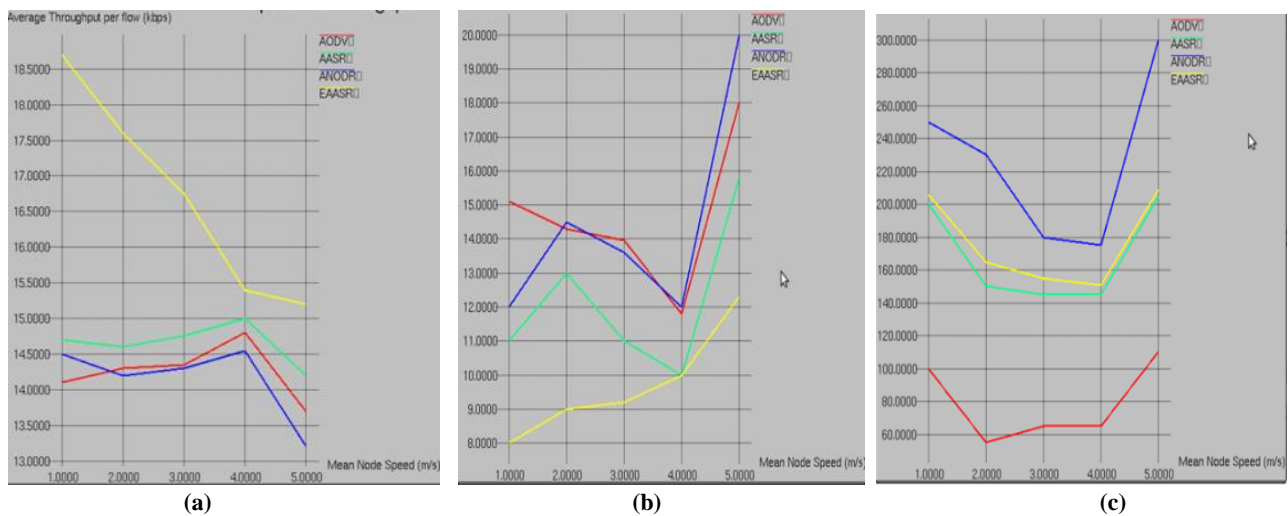 Average Throughput per flow (kbps)
AODV
AASR
ANODR
EAASR
18.5000
18.0000
17.5000
17.0000
16.5000
16.0000
15.5000
15.0000
14.5000
14.0000
13.5000
13.0000
Mean Node Speed (m/s)
1.0000 2.0000 3.0000 4.0000 5.0000
(a)
AODV
AASR
ANODR
EAASR
20.0000
19.0000
18.0000
17.0000
16.0000
15.0000
14.0000
13.0000
12.0000
11.0000
10.0000
9.0000
8.0000
Mean Node Speed (m/s)
1.0000 2.0000 3.0000 4.0000 5.0000
(b)
AODV
AASR
ANODR
EAASR
300.0000
280.0000
260.0000
240.0000
220.0000
200.0000
180.0000
160.0000
140.0000
120.0000
100.0000
80.0000
60.0000
Mean Node Speed (m/s)
1.0000 2.0000 3.0000 4.0000 5.0000
(c)